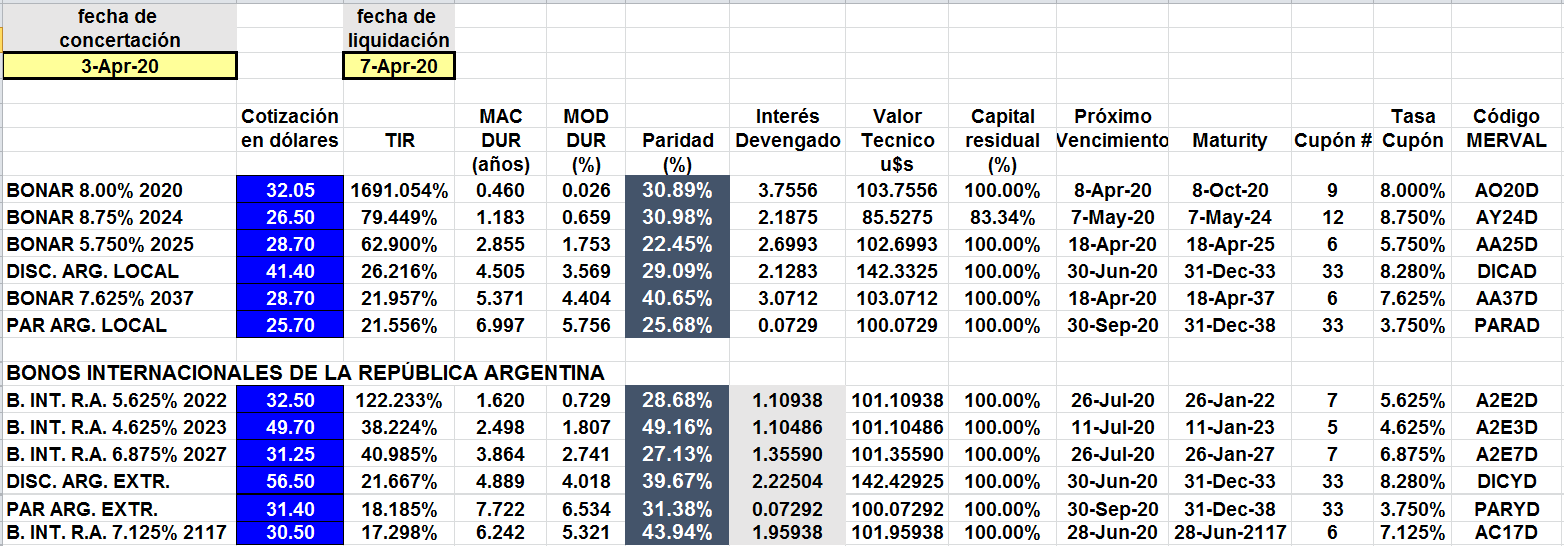 fecha de fecha de
concertación liquidación
3-Apr-20 7-Apr-20
Cotización MAC MOD Interés Valor Capital Próximo Tasa Código
en dólares TIR DUR DUR Paridad Devengado Tecnico residual Vencimiento Maturity Cupón # Cupón MERVAL
(años) (%) (%) u$s (%)
BONAR 8.00% 2020 32.05 1691.054% 0.460 0.026 30.89% 3.7556 103.7556 100.00% 8-Apr-20 8-Oct-20 9 8.000% AO20D
BONAR 8.75% 2024 26.50 79.449% 1.183 0.659 30.98% 2.1875 85.5275 83.34% 7-May-20 7-May-24 12 8.750% AY24D
BONAR 5.750% 2025 28.70 62.900% 2.855 1.753 22.45% 2.6993 102.6993 100.00% 18-Apr-20 18-Apr-25 6 5.750% AA25D
DISC. ARG. LOCAL 41.40 26.216% 4.505 3.569 29.09% 2.1283 142.3325 100.00% 30-Jun-20 31-Dec-33 33 8.280% DICAD
BONAR 7.625% 2037 28.70 21.957% 5.371 4.404 40.65% 3.0712 103.0712 100.00% 18-Apr-20 18-Apr-37 6 7.625% AA37D
PAR ARG. LOCAL 25.70 21.556% 6.997 5.756 25.68% 0.0729 100.0729 100.00% 30-Sep-20 31-Dec-38 33 3.750% PARAD
BONOS INTERNACIONALES DE LA REPÚBLICA ARGENTINA
B. INT. R.A. 5.625% 2022 32.50 122.233% 1.620 0.729 28.68% 1.10938 101.10938 100.00% 26-Jul-20 26-Jan-22 7 5.625% A2E2D
B. INT. R.A. 4.625% 2023 49.70 38.224% 2.498 1.807 49.16% 1.10486 101.10486 100.00% 11-Jul-20 11-Jan-23 5 4.625% A2E3D
B. INT. R.A. 6.875% 2027 31.25 40.985% 3.864 2.741 27.13% 1.35590 101.35590 100.00% 26-Jul-20 26-Jan-27 7 6.875% A2E7D
DISC. ARG. EXTR. 56.50 21.667% 4.889 4.018 39.67% 2.22504 142.42925 100.00% 30-Jun-20 31-Dec-33 33 8.280% DICYD
PAR ARG. EXTR. 31.40 18.185% 7.722 6.534 31.38% 0.07292 100.07292 100.00% 30-Sep-20 31-Dec-38 33 3.750% PARYD
B. INT. R.A. 7.125% 2117 30.50 17.298% 6.242 5.321 43.94% 1.95938 101.95938 100.00% 28-Jun-20 28-Jun-2117 6 7.125% AC17D